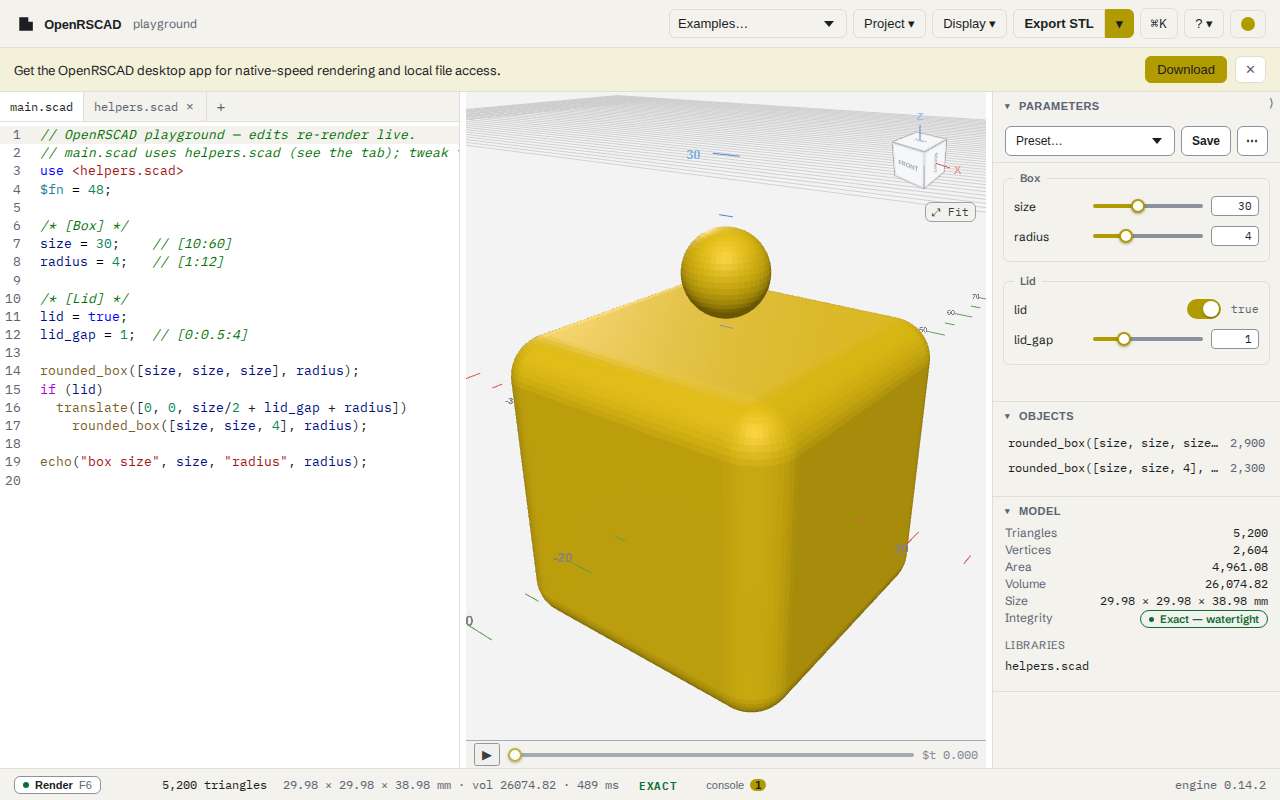 OpenRSCAD playground
Examples… Project ▾ Display ▾ Export STL ▾ ⌘K ? ▾
Get the OpenRSCAD desktop app for native-speed rendering and local file access.
Download ✕
main.scad helpers.scad ✕ +
1 // OpenRSCAD playground — edits re-render live.
2 // main.scad uses helpers.scad (see the tab); tweak
3 use <helpers.scad>
4 $fn = 48;
5
6 /* [Box] */
7 size = 30; // [10:60]
8 radius = 4; // [1:12]
9
10 /* [Lid] */
11 lid = true;
12 lid_gap = 1; // [0:0.5:4]
13
14 rounded_box([size, size, size], radius);
15 if (lid)
16 translate([0, 0, size/2 + lid_gap + radius])
17 rounded_box([size, size, 4], radius);
18
19 echo("box size", size, "radius", radius);
20
30
Z
FRONT
X
⤢ Fit
70
60
50
-20
0
▶ $t 0.000
▼ PARAMETERS
Preset… Save ⋯
Box
size 30
radius 4
Lid
lid true
lid_gap 1
▼ OBJECTS
rounded_box([size, size, size… 2,900
rounded_box([size, size, 4], … 2,300
▼ MODEL
Triangles 5,200
Vertices 2,604
Area 4,961.08
Volume 26,074.82
Size 29.98 × 29.98 × 38.98 mm
Integrity Exact — watertight
LIBRARIES
helpers.scad
Render F6 5,200 triangles 29.98 × 29.98 × 38.98 mm · vol 26074.82 · 489 ms EXACT console 1 engine 0.14.2